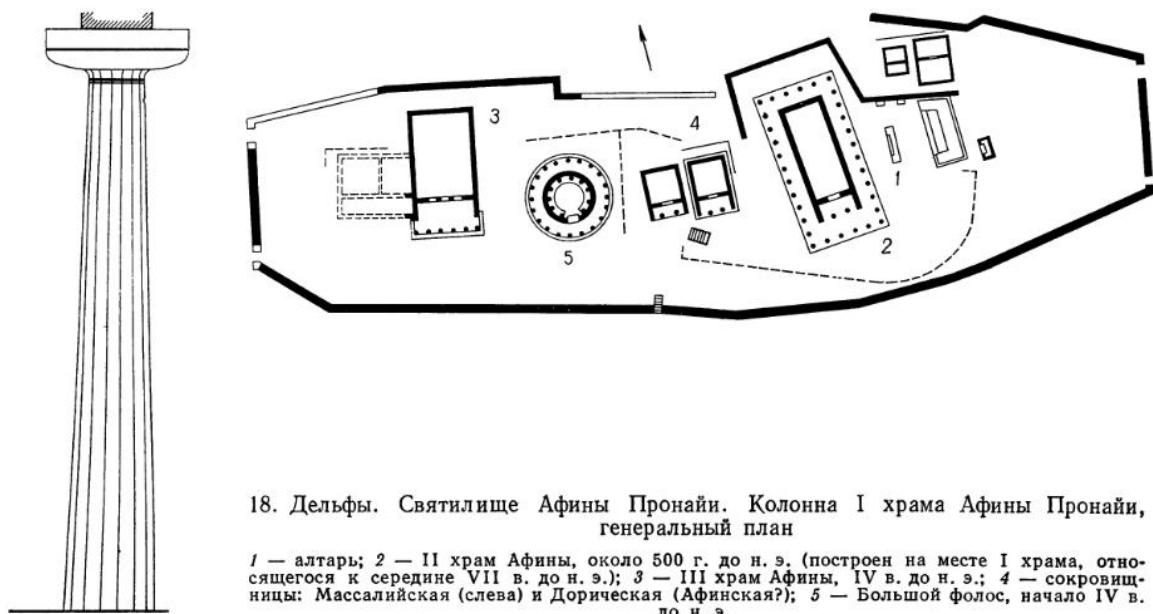 3
4
1
2
5
18. Дельфы. Святилище Афины Пронайи. Колонна I храма Афины Пронайи,
генеральный план
1 — алтарь; 2 — II храм Афины, около 500 г. до н. э. (построен на месте I храма, отно-
сящегося к середине VII в. до н. э.); 3 — III храм Афины, IV в. до н. э.; 4 — сокровищ-
ницы: Массалийская (слева) и Дорическая (Афинская?); 5 — Большой фолос, начало IV в.
до н. э.